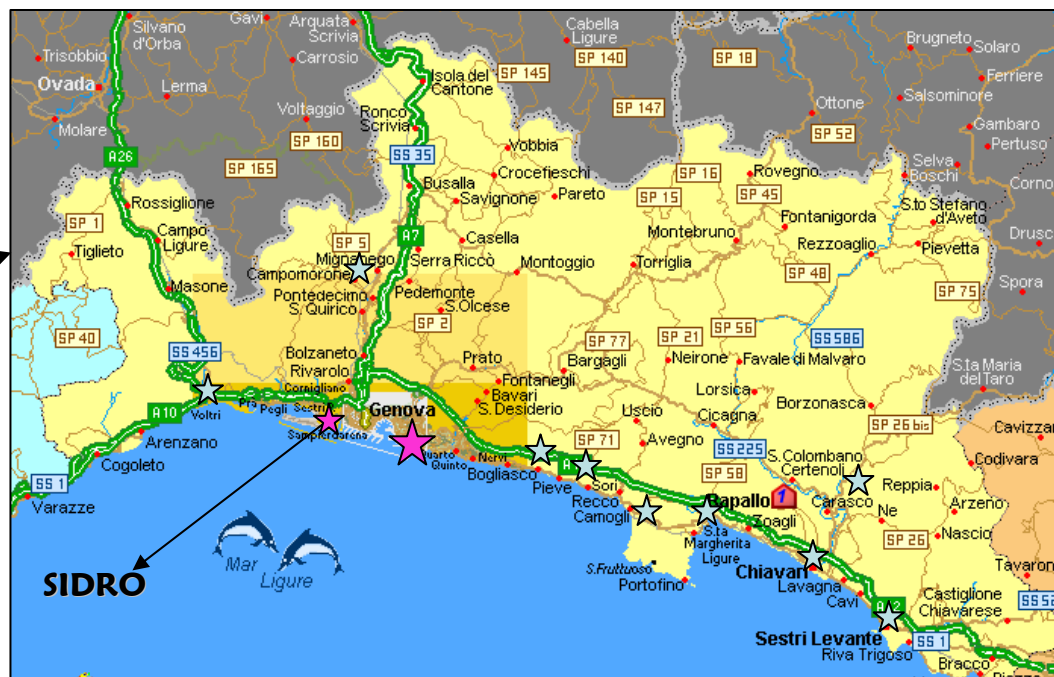 Silvano
d'Orba
Gavi
Arquata
Scrivia
Cabella
Ligure
SP 140
SP 18
Brugneto
Solaro
Trisobbio
Carrosio
SP 145
Ferriere
Ovada
Lerma
Isola del
Cantone
SP 147
Salsominore
Voltaggio
Ronco
Scrivia
Ottone
Molare
SP 160
SP 52
Gambaro
Pertuso
A26
SS 35
Vobbia
SP 165
Crocefieschi
SP 16
Rovegno
Selva
Boschi
Busalla
Pareto
SP 15
SP 45
Corno
Savignone
Rossiglione
S.to Stefano
d'Aveto
SP 1
Fontanigorda
Campo
Ligure
A7
Casella
Montebruno
Rezzoaglio
Pievetta
Drusc
Tiglieto
SP 5
Mignanego
Serra Riccò
Montoggio
Torriglia
Campomorone
SP 48
Masone
Pontedecimo
Pedemonte
SP 75
Spora
S. Quirico
S.Olcese
SP 2
SP 40
SP 77
SP 21
SP 56
SS586
SS 456
Bolzaneto
Prato
Bargagli
Neirone
Favale di Malvaro
S.ta Maria
del Taro
Rivarolo
Fontanegli
Cornigliano
Bavari
Lorsica
Voltri
Pra
Pegli
Sestri
Genova
S. Desiderio
Uscio
Cicagna
Borzonasca
A10
SP 26 bis
Sampierdarena
Arenzano
Quarto
Quinto
Nervi
SP 71
Avegno
SS225
Cavizzan
Cogoleto
Bogliasco
S. Colombano
Certenoli
Codivara
SS 1
Pieve
Sori
SP 58
Reppia
Varazze
Recco
Rapallo
1
Carasco
Ne
Arzeno
Camogli
Zoagli
Nascio
S.ta
Margherita
Ligure
SP 26
Mar
Ligure
S.Fruttuoso
Chiavari
Tavaron
SIDRO
Portofino
Lavagna
Cavi
Castiglione
Chiavarese
SS 52
Sestri Levante
SS 1
Riva Trigoso
Bracco